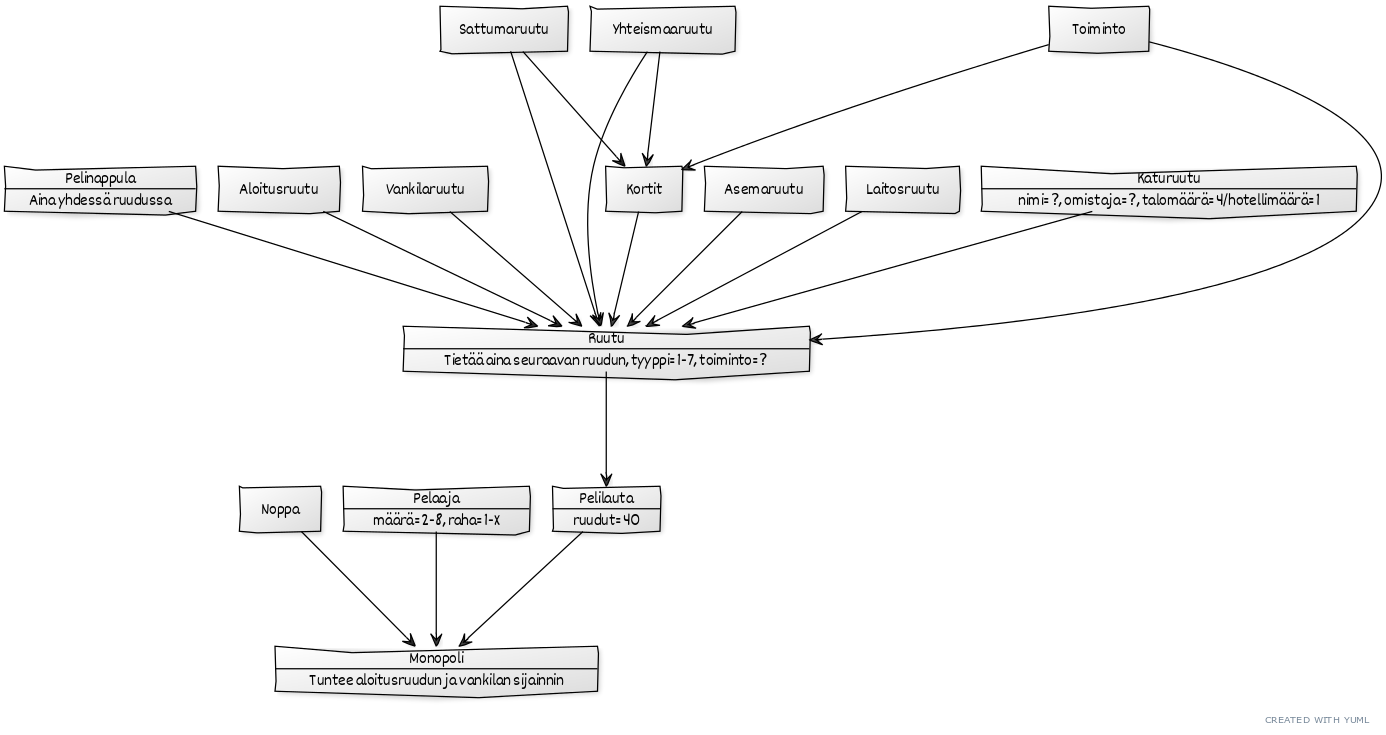 Sattumaruutu
Yhteismaaruutu
Toiminto
Pelinappula
Aina yhdessä ruudussa
Aloitusruutu
Vankilaruutu
Kortit
Asemaruutu
Laitosruutu
Katuruutu
nimi=?, omistaja=?, talomäärä=4/hotellimäärä=1
Ruutu
Tietää aina seuraavan ruudun, tyyppi=1-7, toiminto=?
Noppa
Pelaaja
määrä=2-8, raha=1-X
Pelilauta
ruudut=40
Monopoli
Tuntee aloitusruudun ja vankilan sijainnin
CREATED WITH YUML